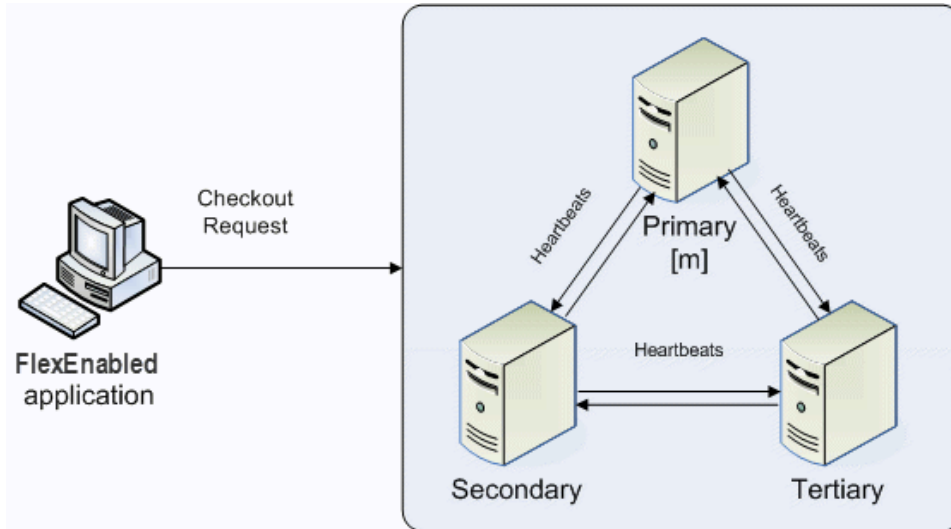 Checkout
Request
FlexEnabled
application
Primary
[m]
Heartbeats
Heartbeats
Heartbeats
Secondary
Tertiary